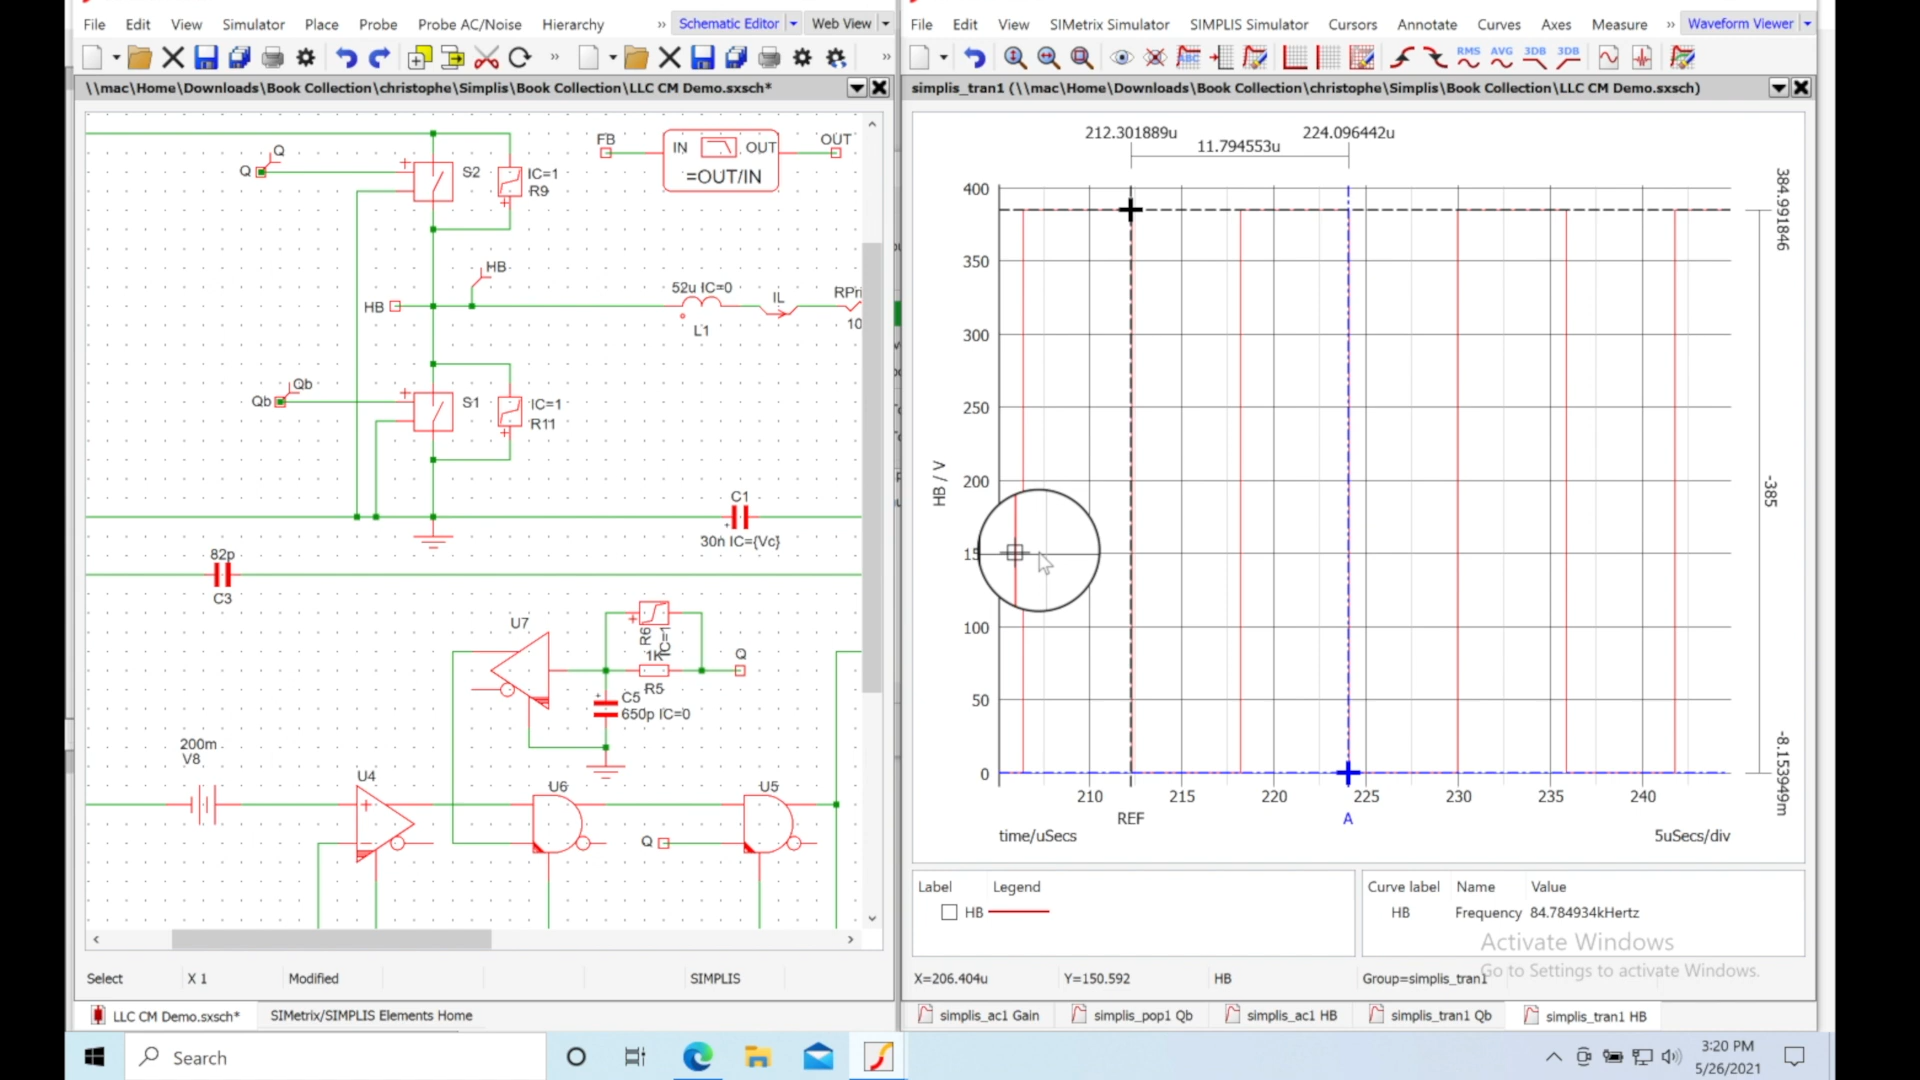 File Edit View Simulator Place Probe Probe AC/Noise Hierarchy » Schematic Editor Web View
File Edit View SIMetrix Simulator SIMPLIS Simulator Cursors Annotate Curves Axes Measure » Waveform Viewer
ABC RMS AVG 3DB 3DB
\\mac\Home\Downloads\Book Collection\christophe\Simplis\Book Collection\LLC CM Demo.sxsch*
simplis_tran1 (\\mac\Home\Downloads\Book Collection\christophe\Simplis\Book Collection\LLC CM Demo.sxsch)
Q
Q
S2
IC=1
R9
FB
IN OUT
=OUT/IN
OUT
HB
HB
52u IC=0
L1
IL
RPri
10
Qb
Qb
S1
IC=1
R11
C1
30n IC={Vc}
82p
C3
U7
R6
IC=1
1K
R5
Q
C5
650p IC=0
200m
V8
U4
U6
Q
U5
212.301889u 224.096442u
11.794553u
400
350
300
250
200
15
100
50
0
HB / V
384.991846
-385
-8.153949m
210 215 220 225 230 235 240
REF A
time/uSecs 5uSecs/div
Label Legend
HB
Curve label Name Value
HB Frequency 84.784934kHertz
Activate Windows
Go to Settings to activate Windows.
Select X 1 Modified SIMPLIS
X=206.404u Y=150.592 HB Group=simplis_tran1
LLC CM Demo.sxsch* SIMetrix/SIMPLIS Elements Home
simplis_ac1 Gain simplis_pop1 Qb simplis_ac1 HB simplis_tran1 Qb simplis_tran1 HB
Search
3:20 PM
5/26/2021